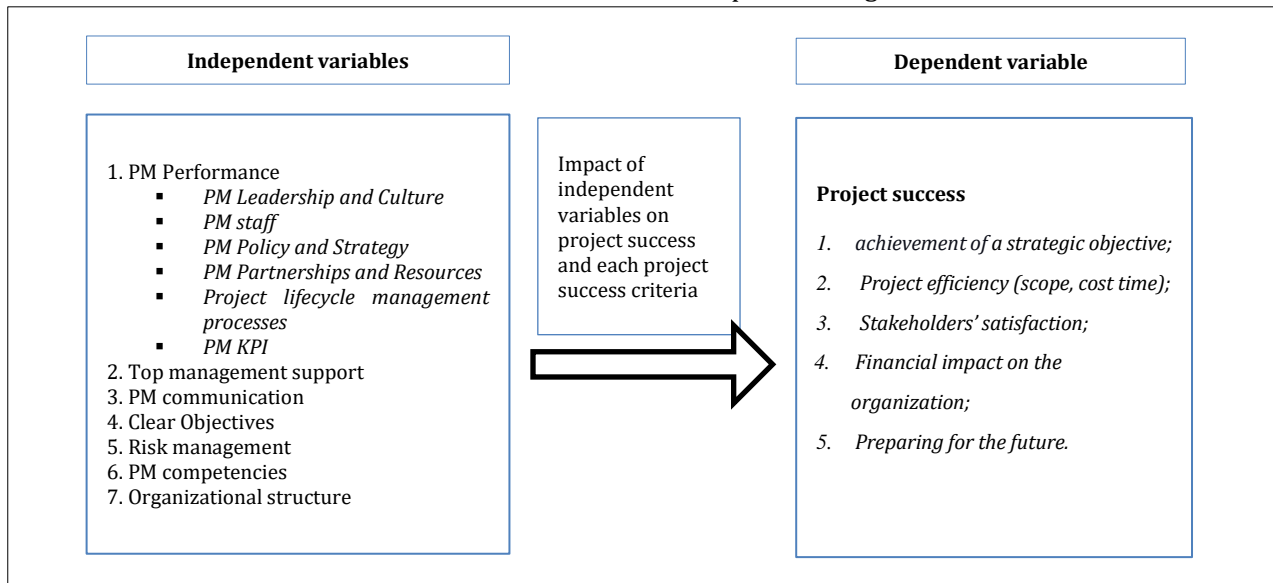 Independent variables
Dependent variable
1. PM Performance
▪ PM Leadership and Culture
▪ PM staff
▪ PM Policy and Strategy
▪ PM Partnerships and Resources
▪ Project lifecycle management
processes
▪ PM KPI
2. Top management support
3. PM communication
4. Clear Objectives
5. Risk management
6. PM competencies
7. Organizational structure
Impact of
independent
variables on
project success
and each project
success criteria
Project success
1. achievement of a strategic objective;
2. Project efficiency (scope, cost time);
3. Stakeholders’ satisfaction;
4. Financial impact on the
organization;
5. Preparing for the future.